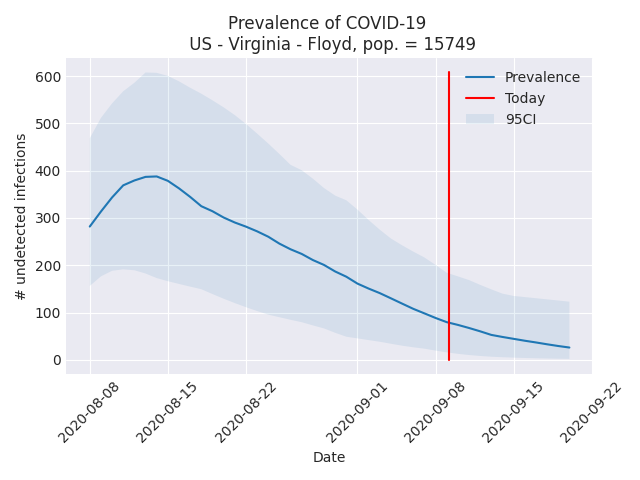 Prevalence of COVID-19
US - Virginia - Floyd, pop. = 15749
Prevalence
Today
95CI
# undetected infections
600
500
400
300
200
100
0
2020-08-08
2020-08-15
2020-08-22
2020-09-01
2020-09-08
2020-09-15
2020-09-22
Date